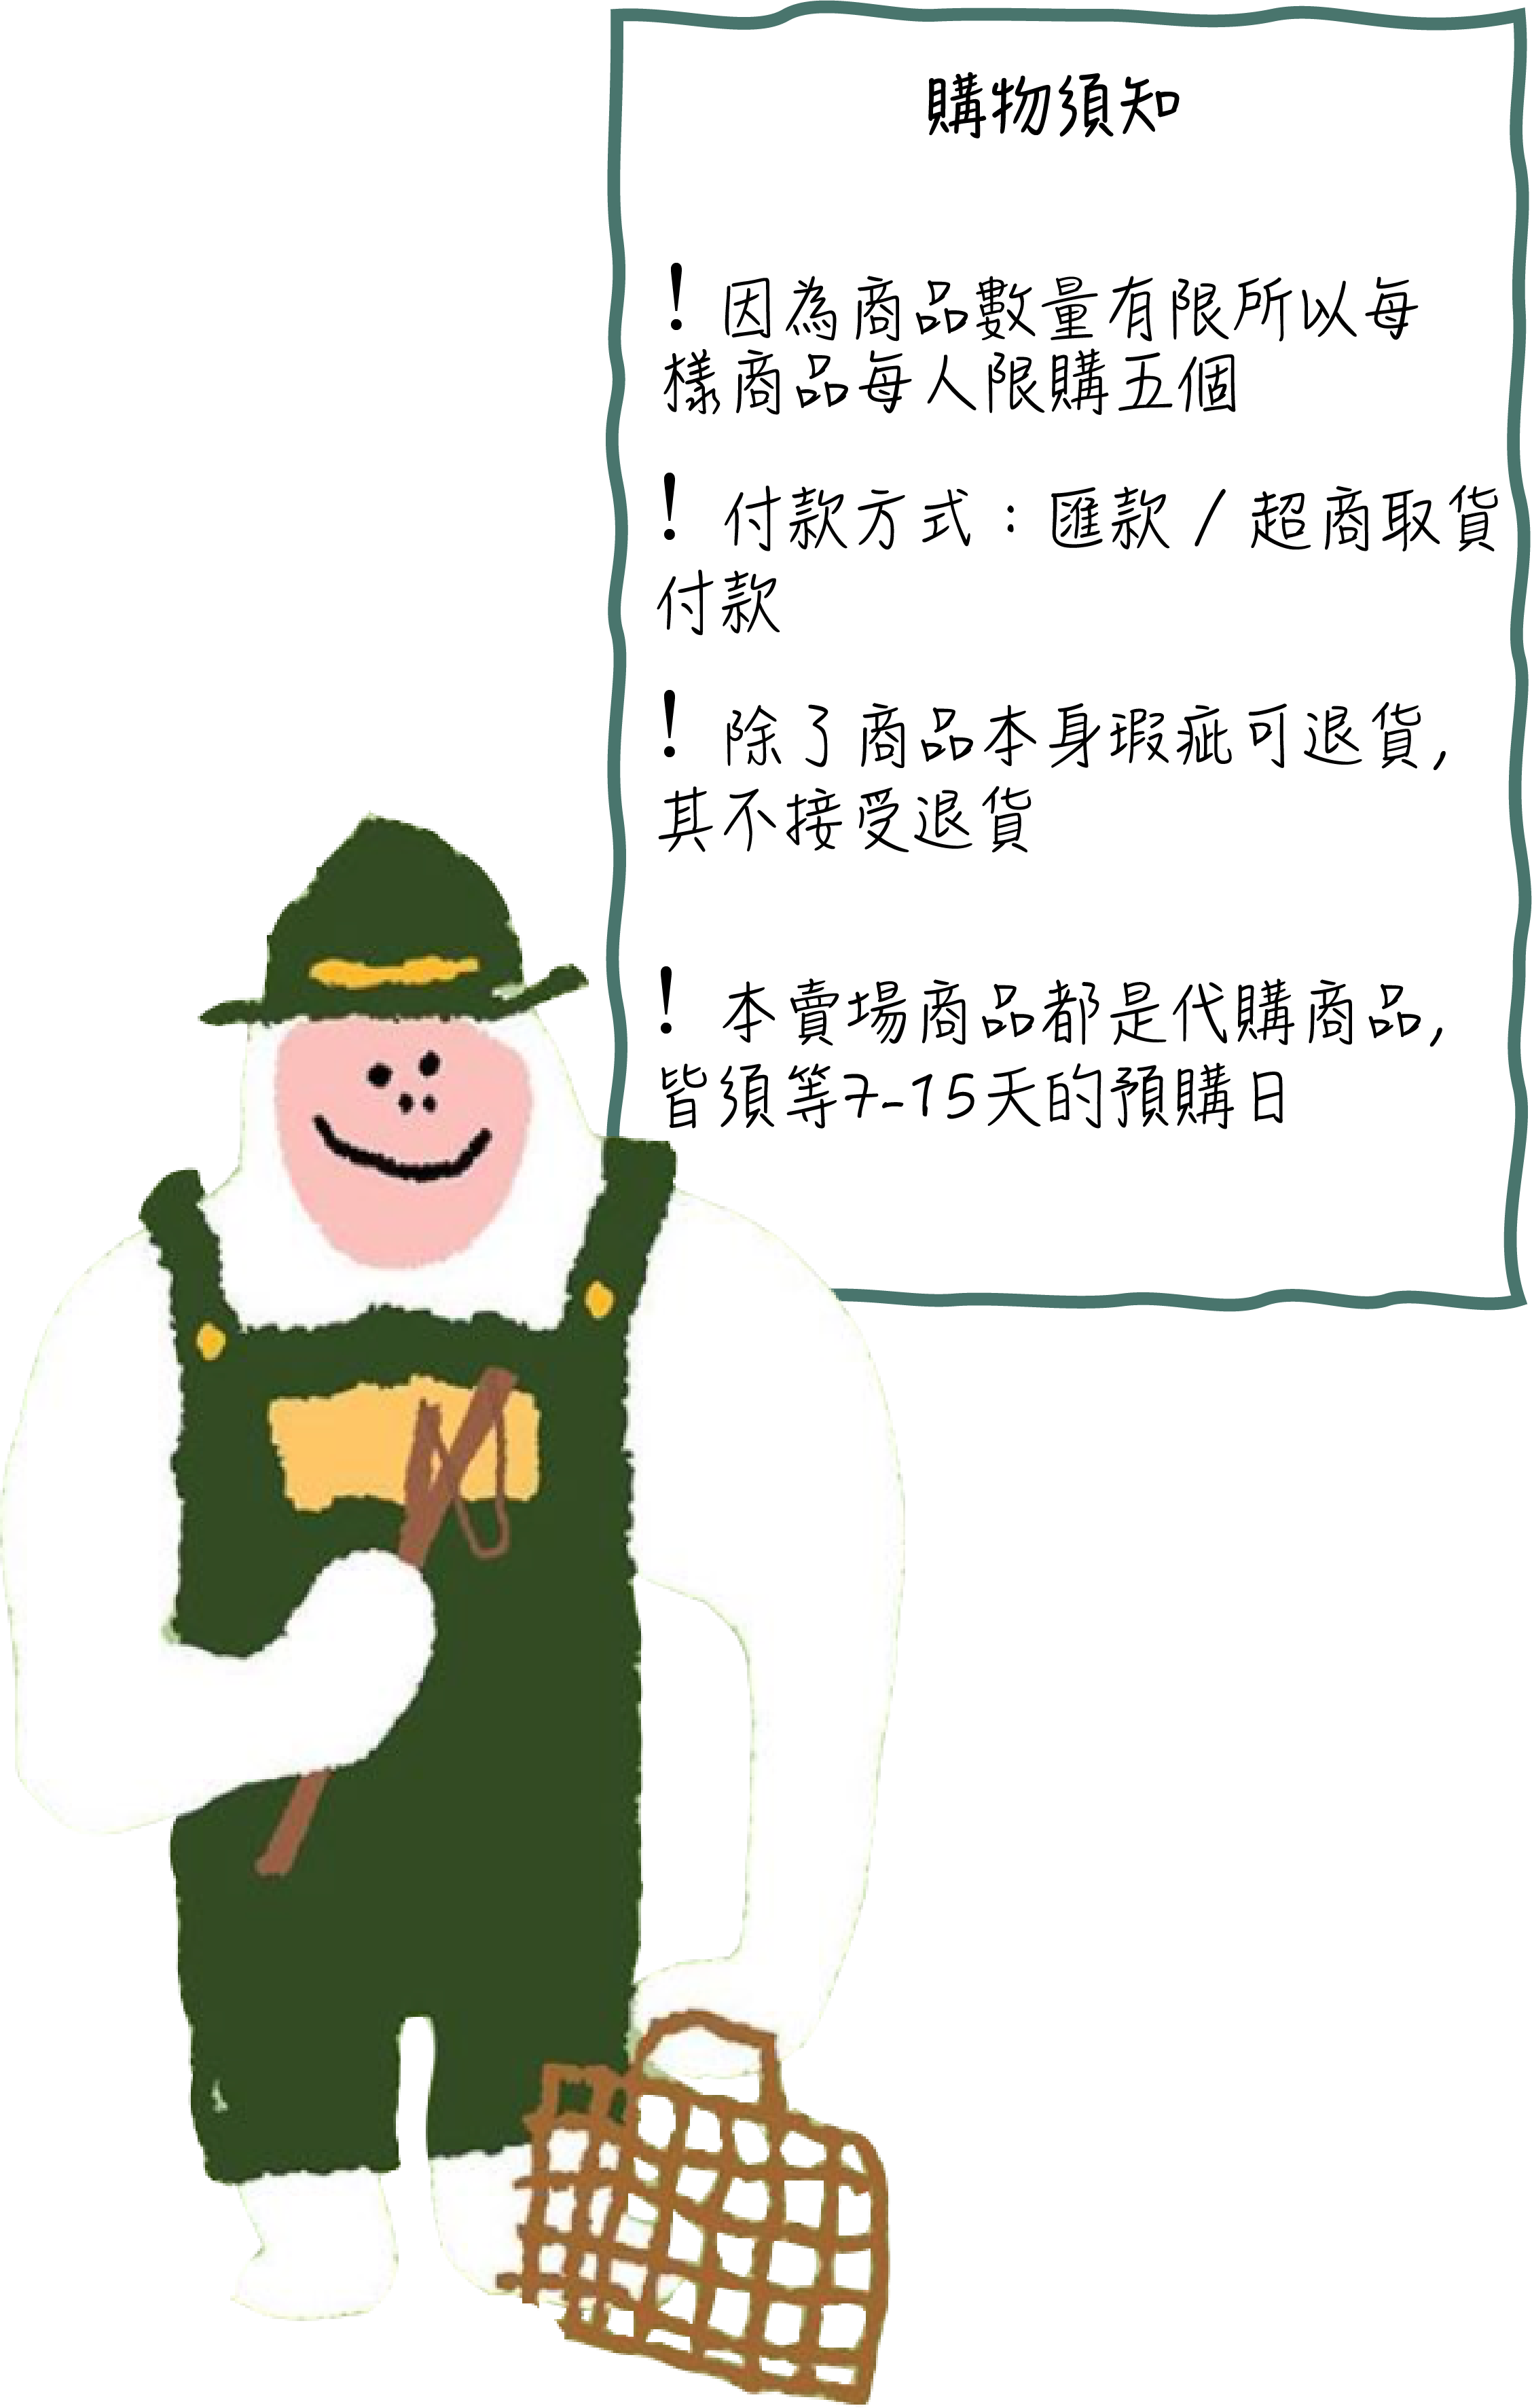 購物須知
！因為商品數量有限所以每
樣商品每人限購五個
！付款方式：匯款／超商取貨
付款
！除了商品本身瑕疵可退貨，
其不接受退貨
！本賣場商品都是代購商品，
皆須等7-15天的預購日